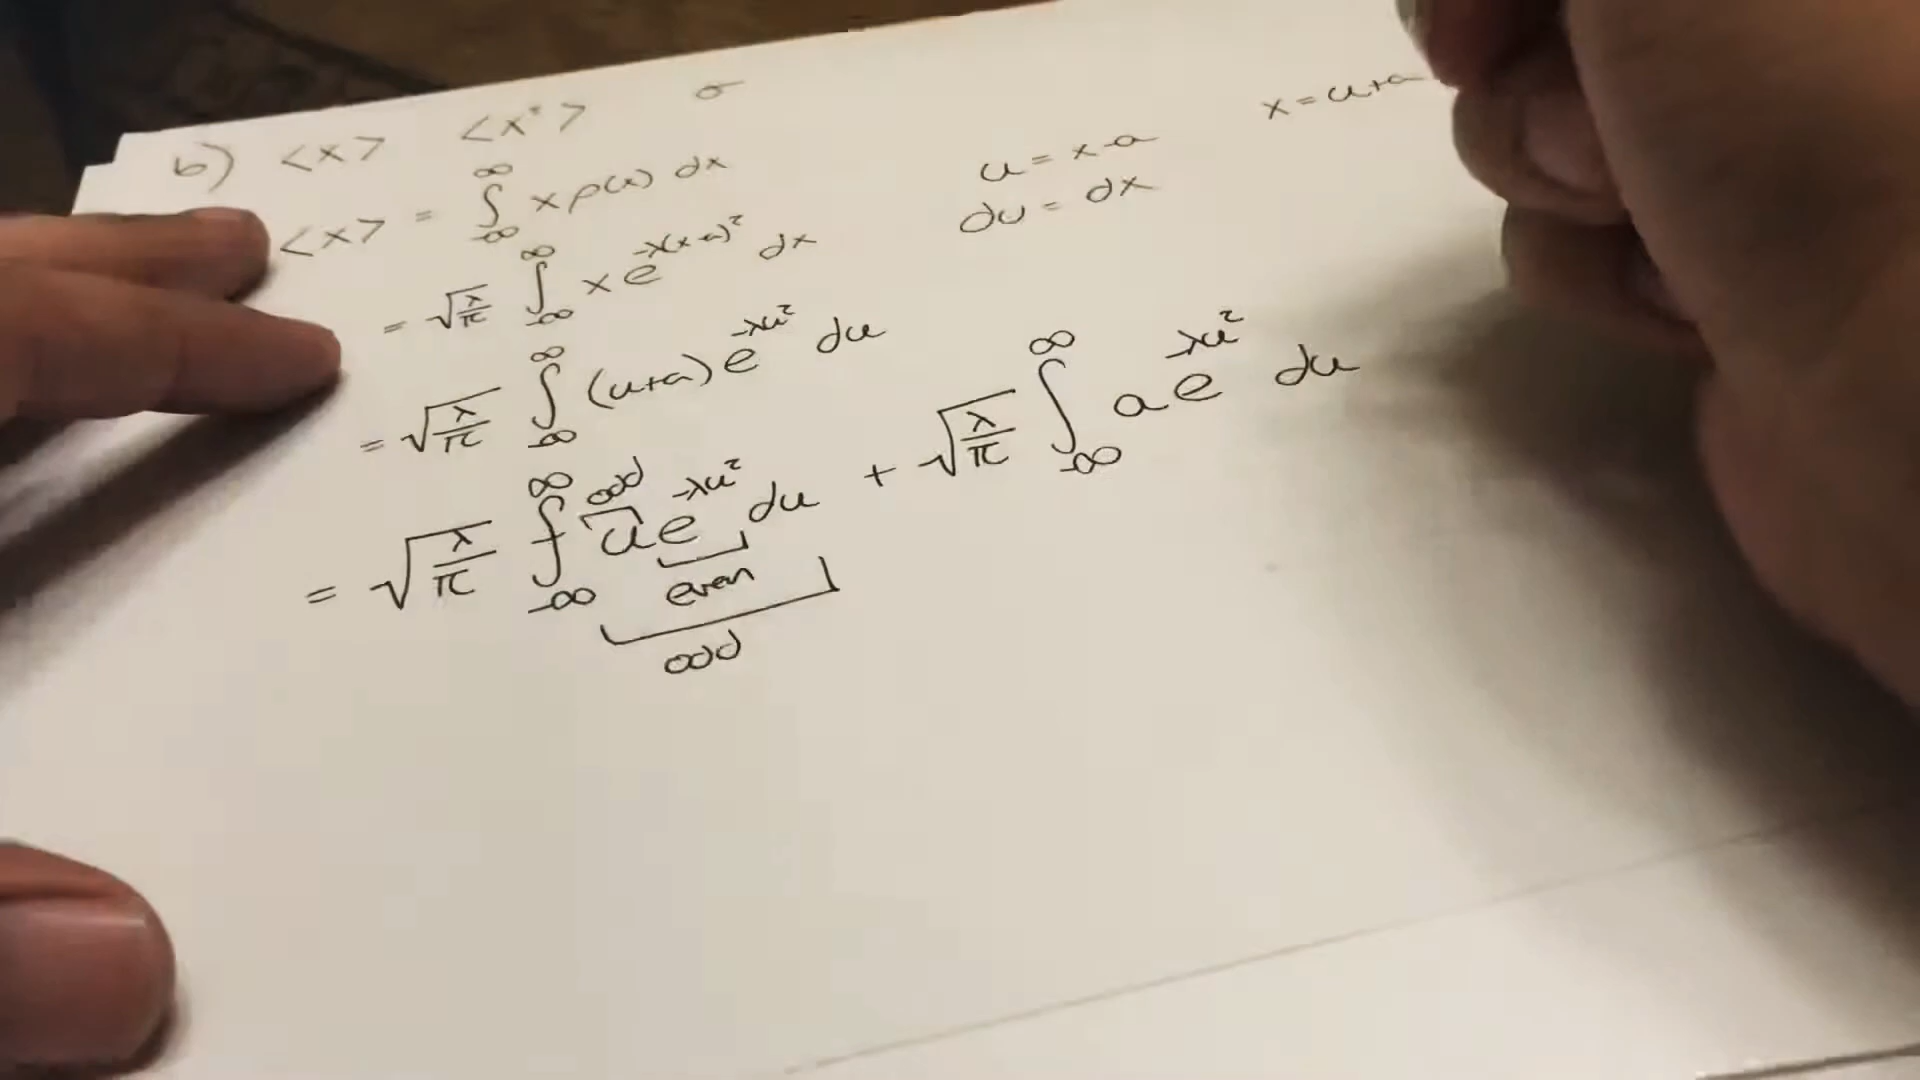 b) <x> <x²> σ
<x> = ∫_{-∞}^{∞} x ρ(x) dx
u = x-a
x = u+a
du = dx
= √(λ/π) ∫_{-∞}^{∞} x e^{-λ(x-a)²} dx
= √(λ/π) ∫_{-∞}^{∞} (u+a) e^{-λu²} du
= √(λ/π) ∫_{-∞}^{∞} u e^{-λu²} du + √(λ/π) ∫_{-∞}^{∞} a e^{-λu²} du
odd
even
odd